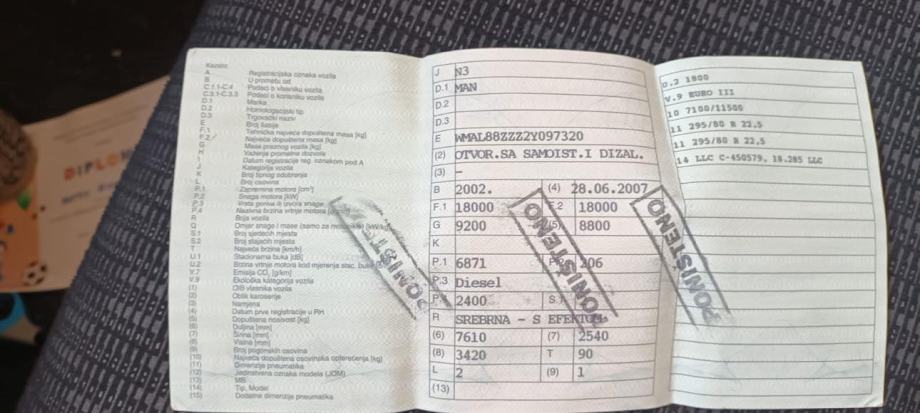 DIPLOM
Kazalo:
A Registracijska oznaka vozila
B U prometu od
C.1.1-C.4 Podaci o vlasniku vozila
C.3.1-C.3.3 Podaci o korisniku vozila
D.1 Marka
D.2 Homologacijski tip
D.3 Trgovački naziv
E Broj šasije
F.1 Tehnička najveća dopuštena masa [kg]
F.2 Najveća dopuštena masa [kg]
G Masa praznog vozila [kg]
H Važenje prometne dozvole
I Datum registracije reg. oznakom pod A
J Kategorija vozila
K Broj tipnog odobrenja
L Broj osovina
P.1 Zapremina motora [cm³]
P.2 Snaga motora [kW]
P.3 Vrsta goriva ili izvora snage
P.4 Nazivna brzina vrtnje motora
R Boja vozila
Q Omjer snage i mase (samo za
S.1 Broj sjedećih mjesta
S.2 Broj stajaćih mjesta
T Najveća brzina [km/h]
U.1 Stacionarna buka [dB]
U.2 Brzina vrtnje motora kod mjerenja stac. buke
V.7 Emisija CO₂ [g/km]
V.9 Ekološka kategorija vozila
(1) OIB vlasnika vozila
(2) Oblik karoserije
(3) Namjena
(4) Datum prve registracije u RH
(5) Dopuštena nosivost [kg]
(6) Duljina [mm]
(7) Širina [mm]
(8) Visina [mm]
(9) Broj pogonskih osovina
(10) Najveća dopuštena osovinska opterećenja [kg]
(11) Dimenzije pneumatika
(12) Jedinstvena oznaka modela (JOM)
(13) MB
(14) Tip, Model
(15) Dodatne dimenzije pneumatika
PONIŠTENO
J N3
D.1 MAN
D.2
D.3
E WMAL88ZZZ2Y097320
(2) OTVOR.SA SAMOIST.I DIZAL.
(3) -
B 2002. (4) 28.06.2007
F.1 18000 F.2 18000
G 9200 (5) 8800
K
P.1 6871 206
P.3 Diesel
P.4 2400 S.1
R SREBRNA - S EFEKTOM
(6) 7610 (7) 2540
(8) 3420 T 90
L 2 (9) 1
(13)
PONIŠTENO
D.2 1800
V.9 EURO III
10 7100/11500
11 295/80 R 22,5
11 295/80 R 22,5
14 LLC C-450579, 18.285 LLC
PONIŠTENO